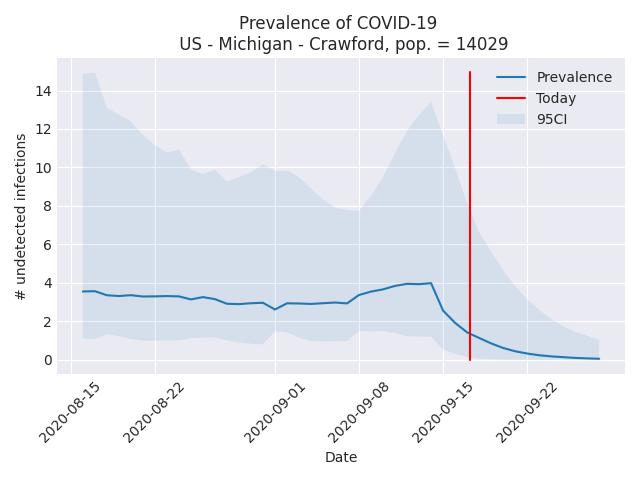 Prevalence of COVID-19
US - Michigan - Crawford, pop. = 14029
Prevalence
Today
95CI
# undetected infections
14
12
10
8
6
4
2
0
2020-08-15
2020-08-22
2020-09-01
2020-09-08
2020-09-15
2020-09-22
Date